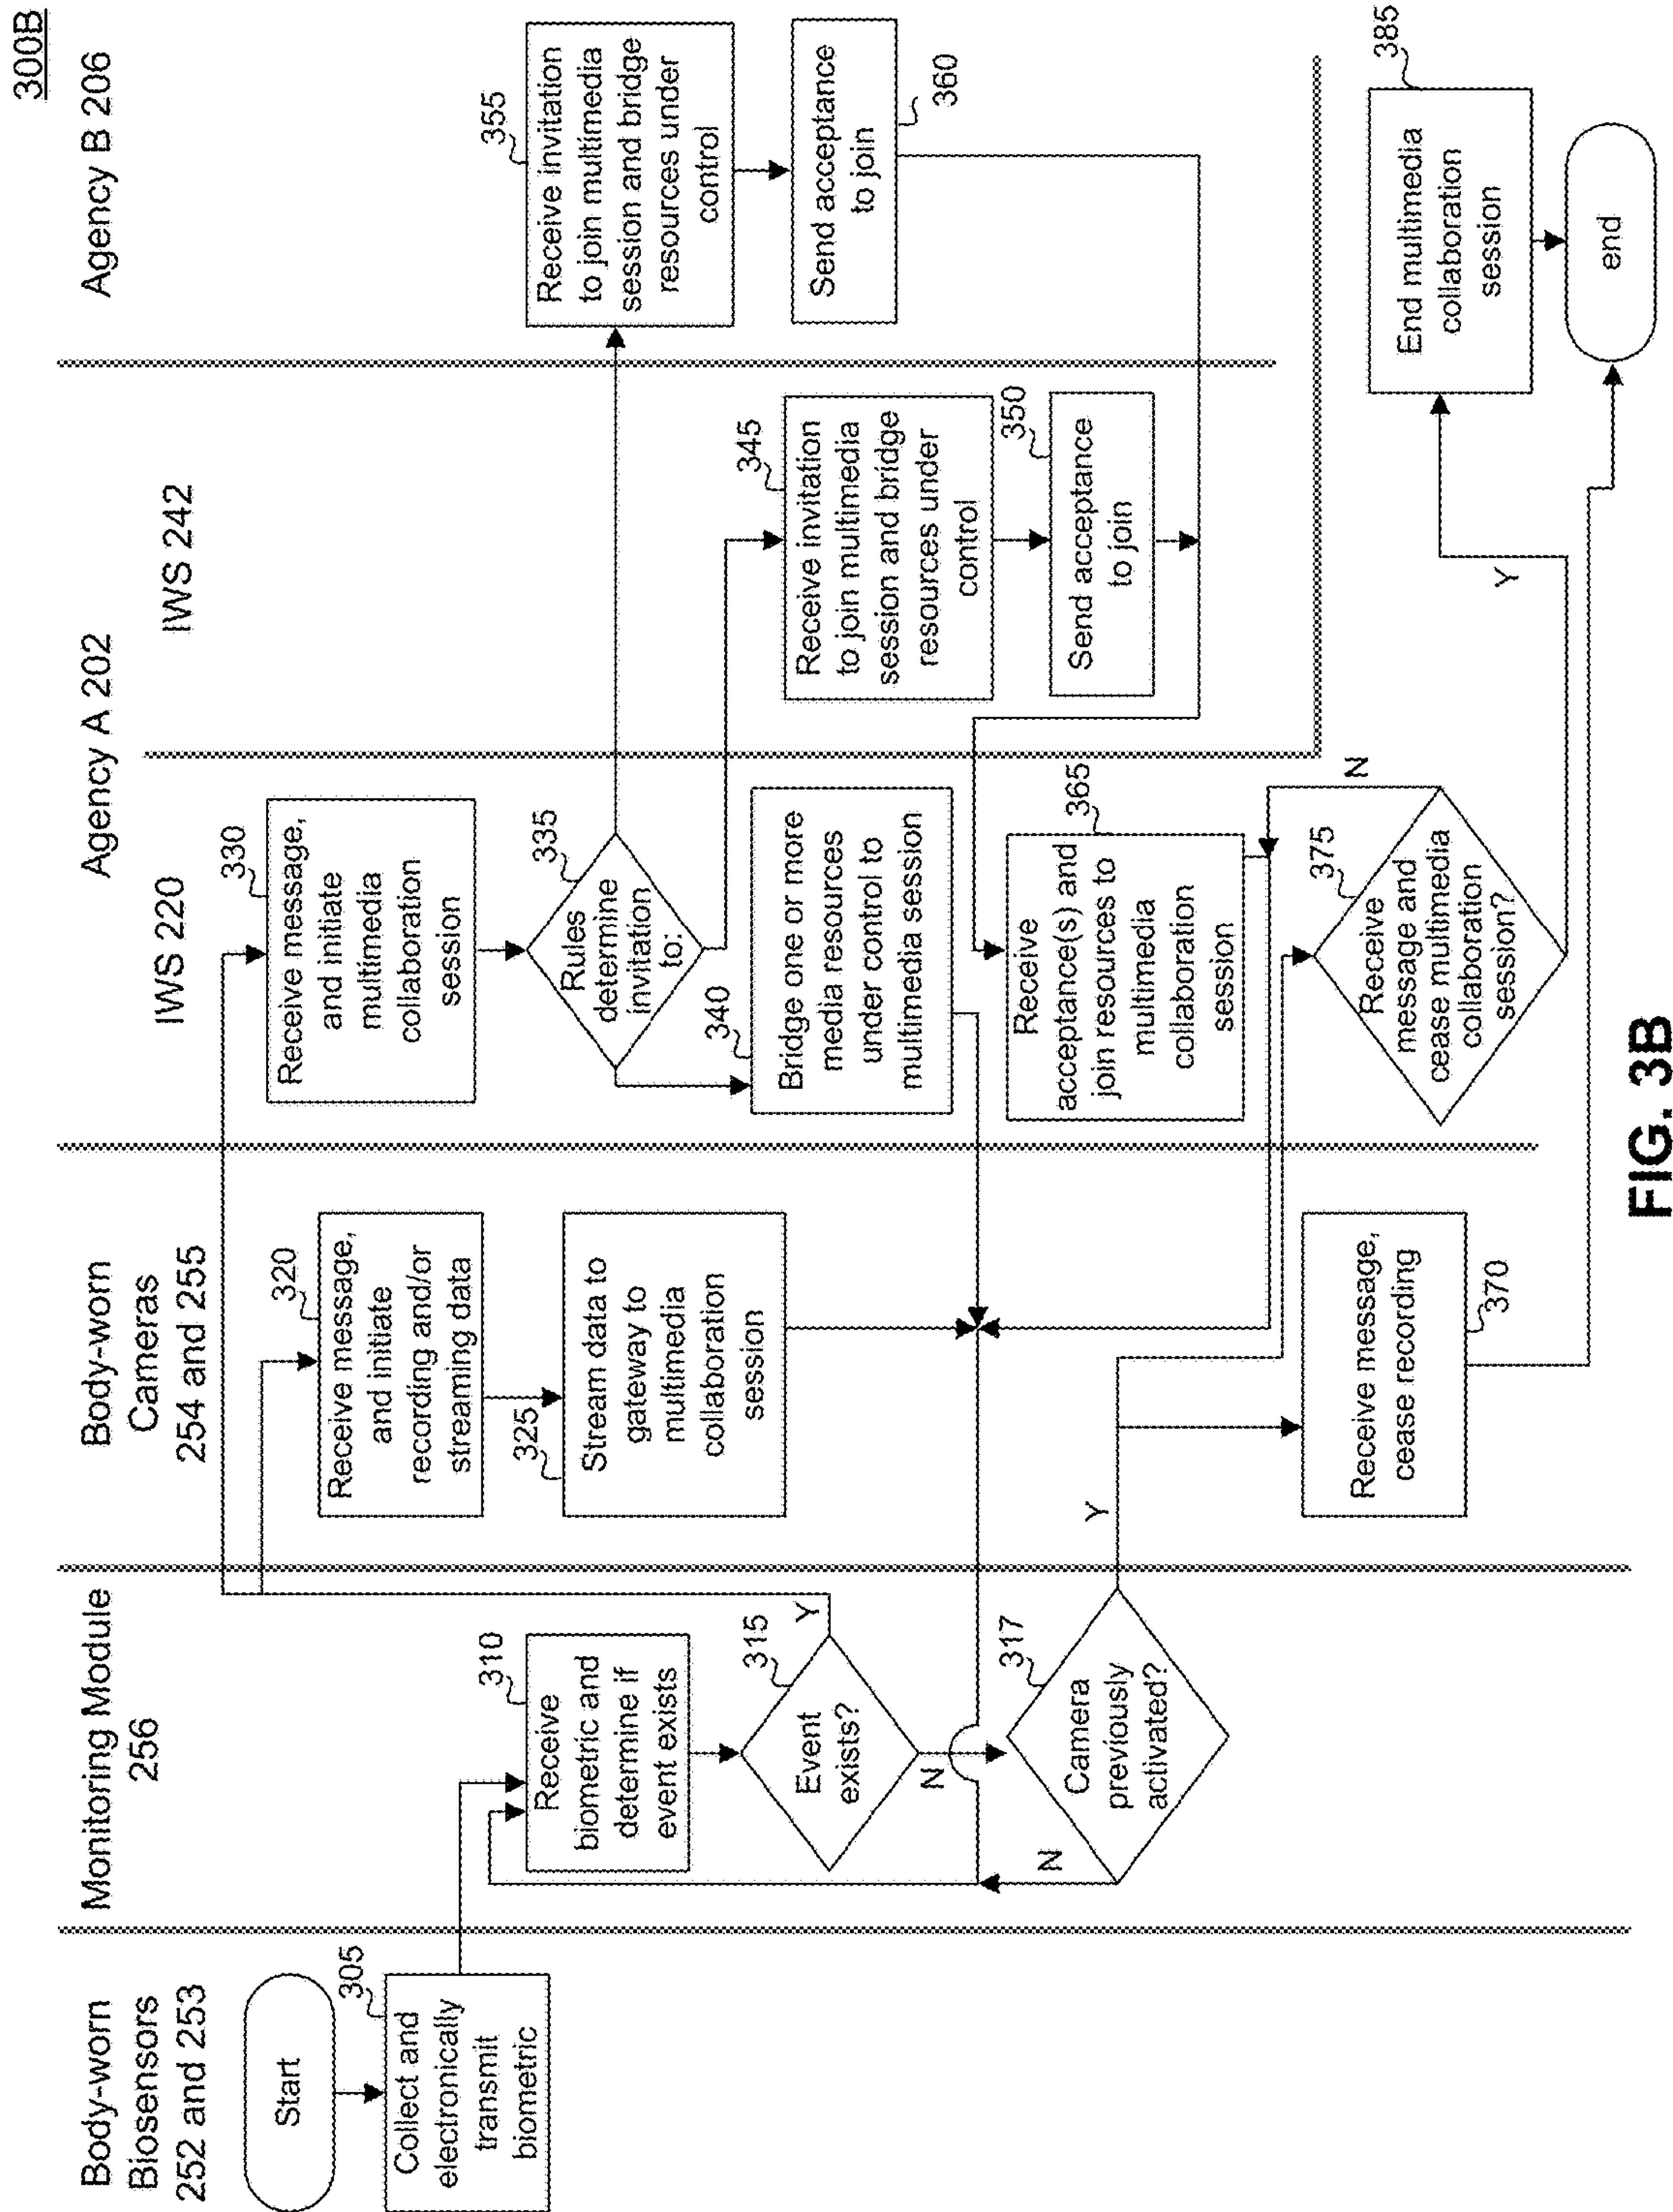 300B
Body-worn
Biosensors
252 and 253
Start
305
Collect and
electronically
transmit
biometric
Monitoring Module
256
310
Receive
biometric and
determine if
event exists
315
Event
exists?
Y
N
317
Camera
previously
activated?
Y
N
Body-worn
Cameras
254 and 255
320
Receive message,
and initiate
recording and/or
streaming data
325
Stream data to
gateway to
multimedia
collaboration
session
370
Receive message,
cease recording
Agency A 202
IWS 220
330
Receive message,
and initiate
multimedia
collaboration
session
335
Rules
determine
invitation
to:
340
Bridge one or more
media resources
under control to
multimedia session
365
Receive
acceptance(s) and
join resources to
multimedia
collaboration
session
375
Receive
message and
cease multimedia
collaboration
session?
N
Y
IWS 242
345
Receive invitation
to join multimedia
session and bridge
resources under
control
350
Send acceptance
to join
Agency B 206
355
Receive invitation
to join multimedia
session and bridge
resources under
control
360
Send acceptance
to join
385
End multimedia
collaboration
session
end
FIG. 3B